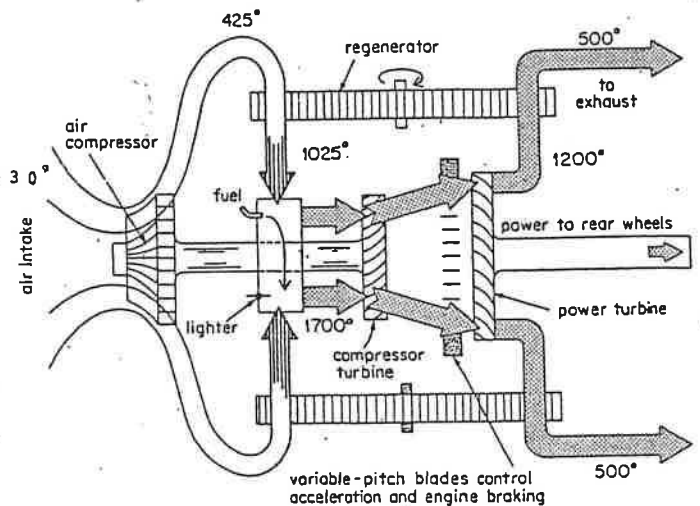 425°
regenerator
500°
to
exhaust
air
compressor
1025°
1200°
3 0°
fuel
power to rear wheels
air intake
lighter
1700°
compressor
turbine
power turbine
500°
variable-pitch blades control
acceleration and engine braking